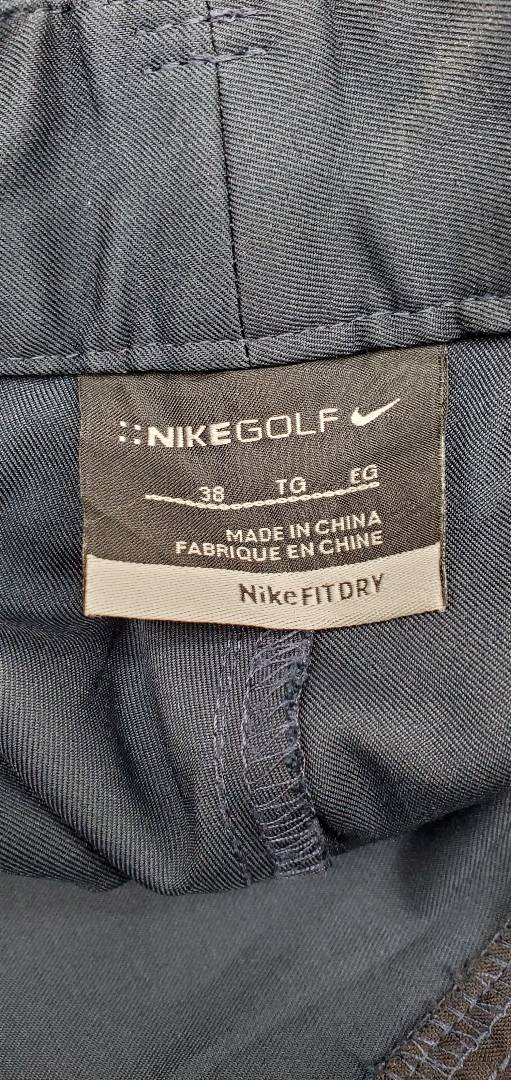 NIKEGOLF
38 TG EG
MADE IN CHINA
FABRIQUE EN CHINE
NikeFITDRY